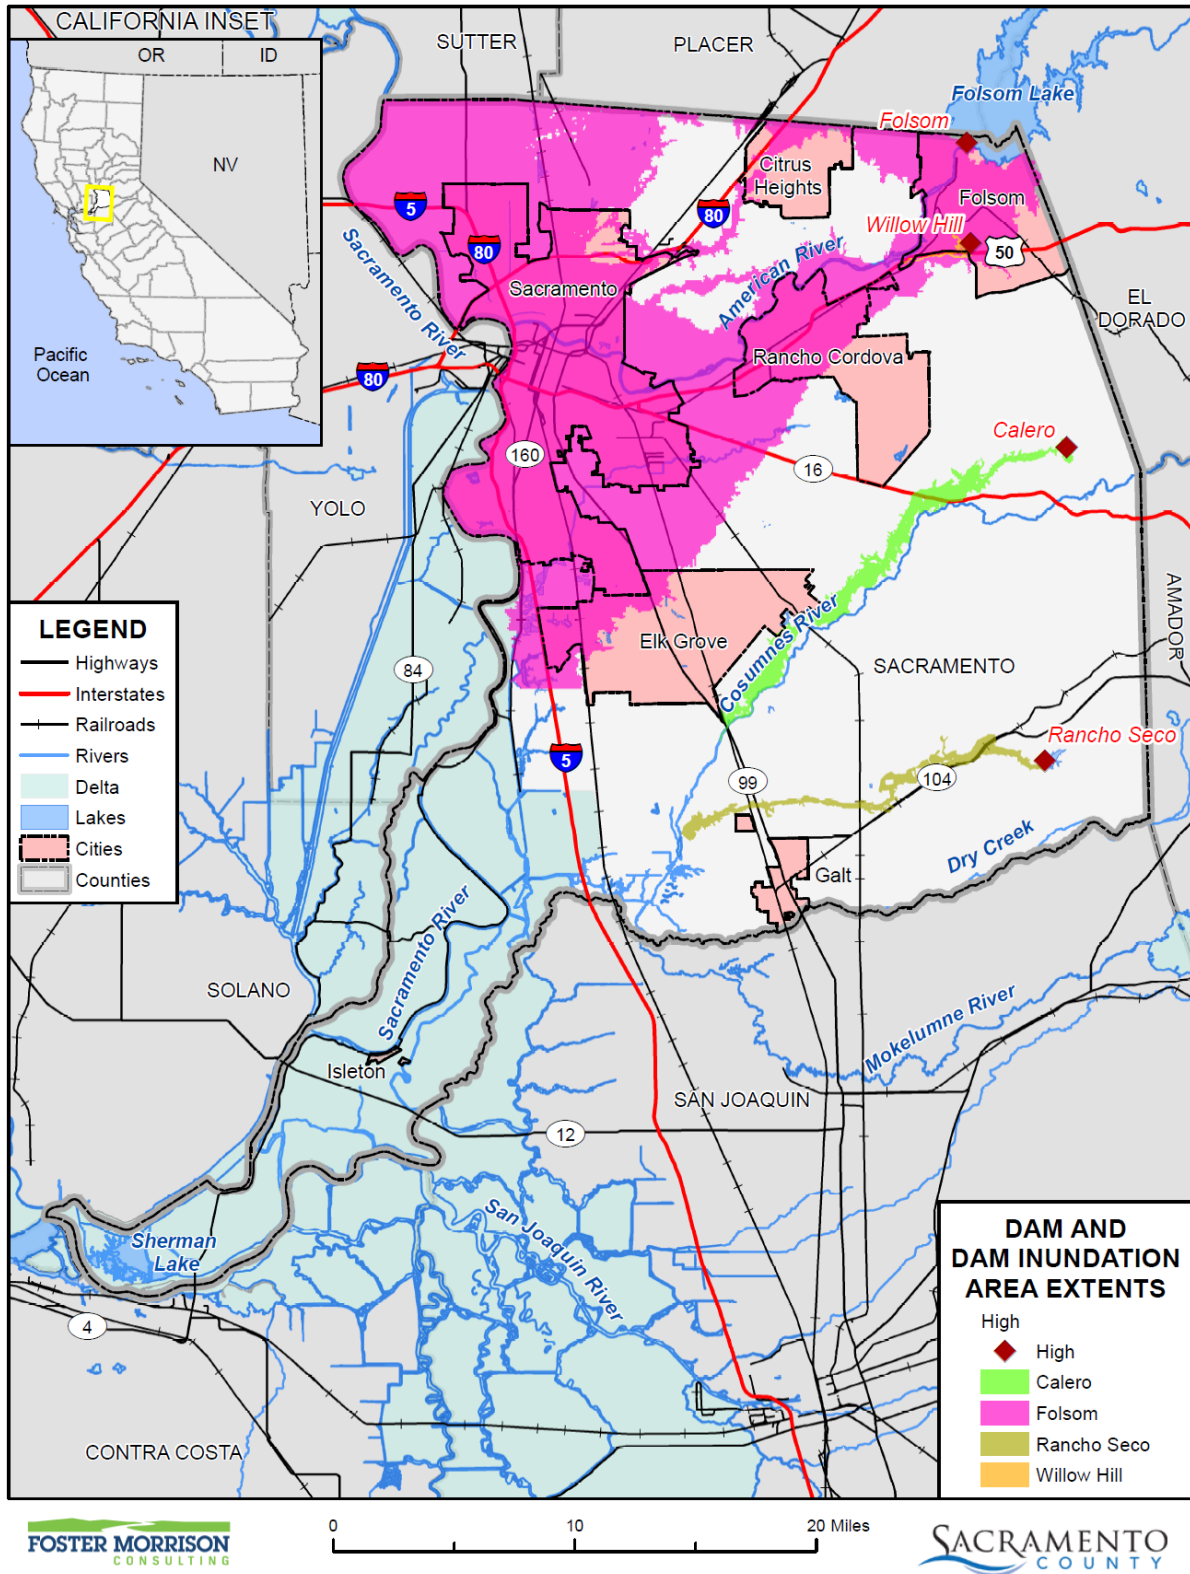 CALIFORNIA INSET
OR
ID
NV
Pacific
Ocean
SUTTER
PLACER
Folsom Lake
Folsom
Citrus
Heights
Folsom
Willow Hill
5
80
80
50
Sacramento River
Sacramento
American River
EL
DORADO
80
Rancho Cordova
160
16
Calero
YOLO
AMADOR
LEGEND
Highways
Interstates
Railroads
Rivers
Delta
Lakes
Cities
Counties
84
Elk Grove
Cosumnes River
SACRAMENTO
Rancho Seco
5
99
104
Dry Creek
Galt
Sacramento River
SOLANO
Isleton
Mokelumne River
SAN JOAQUIN
12
San Joaquin River
Sherman
Lake
4
CONTRA COSTA
DAM AND
DAM INUNDATION
AREA EXTENTS
High
High
Calero
Folsom
Rancho Seco
Willow Hill
FOSTER MORRISON
CONSULTING
0
10
20 Miles
SACRAMENTO
COUNTY